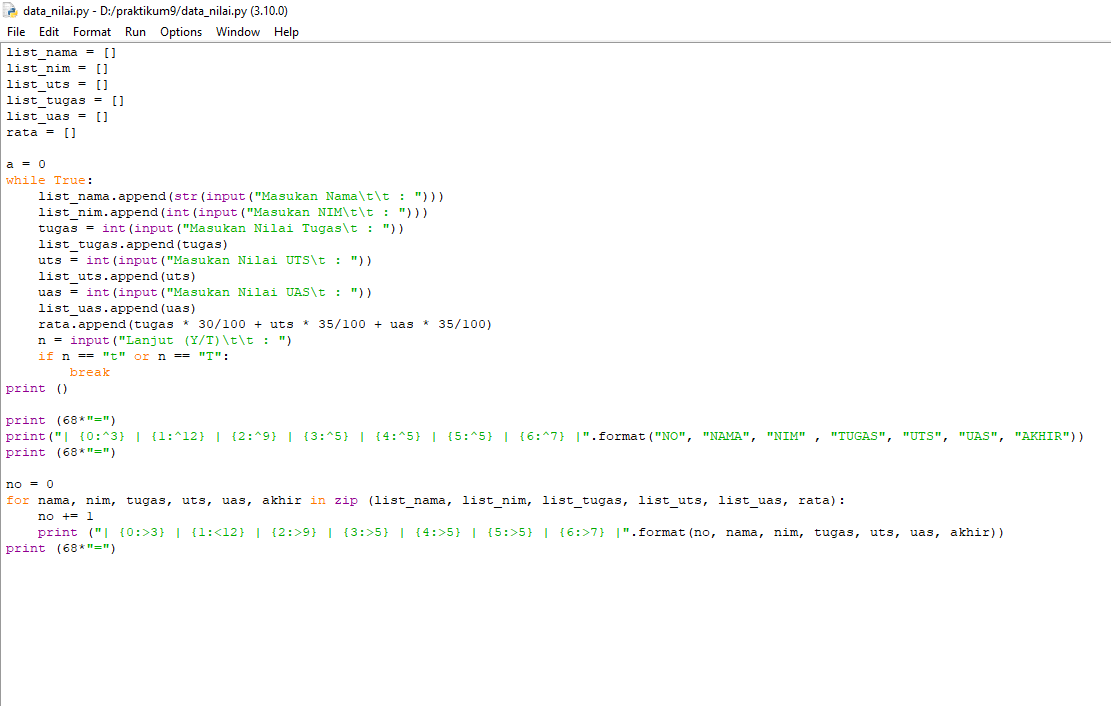 data_nilai.py - D:/praktikum9/data_nilai.py (3.10.0)
File Edit Format Run Options Window Help
list_nama = []
list_nim = []
list_uts = []
list_tugas = []
list_uas = []
rata = []

a = 0
while True:
    list_nama.append(str(input("Masukan Nama\t\t : ")))
    list_nim.append(int(input("Masukan NIM\t\t : ")))
    tugas = int(input("Masukan Nilai Tugas\t : "))
    list_tugas.append(tugas)
    uts = int(input("Masukan Nilai UTS\t : "))
    list_uts.append(uts)
    uas = int(input("Masukan Nilai UAS\t : "))
    list_uas.append(uas)
    rata.append(tugas * 30/100 + uts * 35/100 + uas * 35/100)
    n = input("Lanjut (Y/T)\t\t : ")
    if n == "t" or n == "T":
        break
print ()

print (68*"=")
print("| {0:^3} | {1:^12} | {2:^9} | {3:^5} | {4:^5} | {5:^5} | {6:^7} |".format("NO", "NAMA", "NIM" , "TUGAS", "UTS", "UAS", "AKHIR"))
print (68*"=")

no = 0
for nama, nim, tugas, uts, uas, akhir in zip (list_nama, list_nim, list_tugas, list_uts, list_uas, rata):
    no += 1
    print ("| {0:>3} | {1:<12} | {2:>9} | {3:>5} | {4:>5} | {5:>5} | {6:>7} |".format(no, nama, nim, tugas, uts, uas, akhir))
print (68*"=")